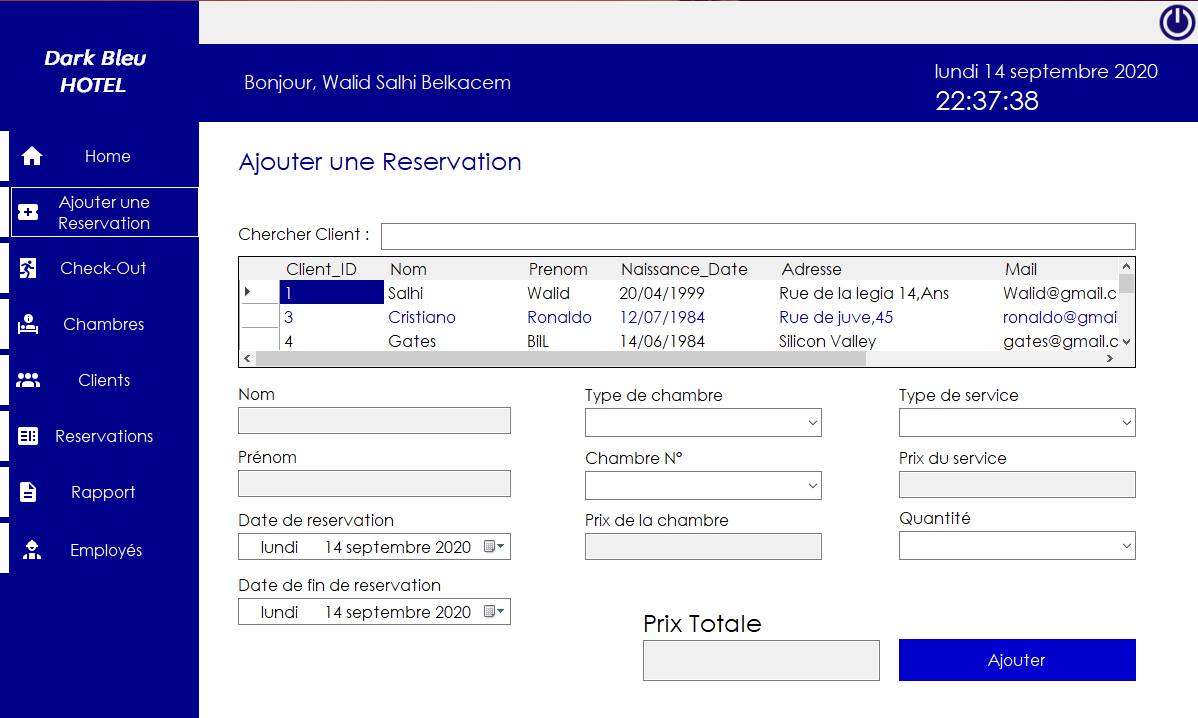 Dark Bleu
HOTEL
Bonjour, Walid Salhi Belkacem
lundi 14 septembre 2020
22:37:38
Home
Ajouter une
Reservation
Check-Out
Chambres
Clients
Reservations
Rapport
Employés
Ajouter une Reservation
Chercher Client :
Client_ID Nom Prenom Naissance_Date Adresse Mail
1 Salhi Walid 20/04/1999 Rue de la legia 14,Ans Walid@gmail.c
3 Cristiano Ronaldo 12/07/1984 Rue de juve,45 ronaldo@gmai
4 Gates BilL 14/06/1984 Silicon Valley gates@gmail.c
Nom
Prénom
Date de reservation
lundi 14 septembre 2020
Date de fin de reservation
lundi 14 septembre 2020
Type de chambre
Chambre N°
Prix de la chambre
Type de service
Prix du service
Quantité
Prix Totale
Ajouter